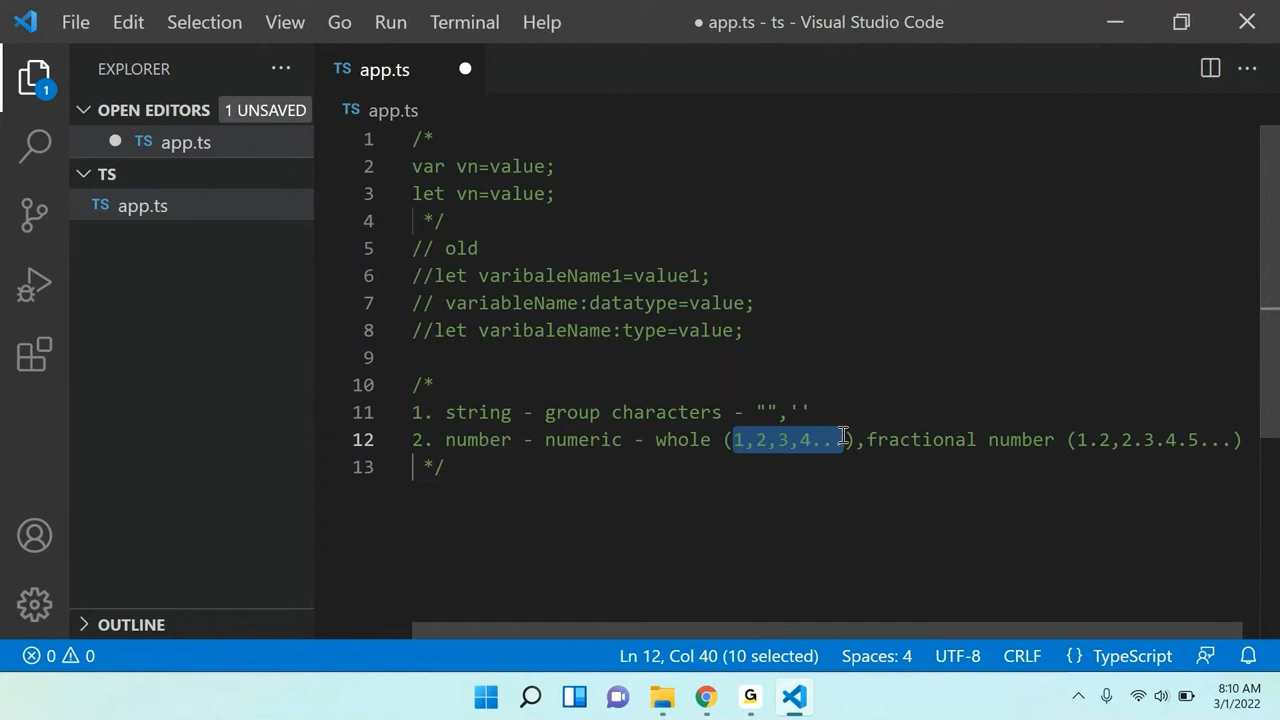 File Edit Selection View Go Run Terminal Help ● app.ts - ts - Visual Studio Code
EXPLORER
TS app.ts
OPEN EDITORS 1 UNSAVED
TS app.ts
TS app.ts
TS
TS app.ts
1
1 /*
2 var vn=value;
3 let vn=value;
4 */
5 // old
6 //let varibaleName1=value1;
7 // variableName:datatype=value;
8 //let varibaleName:type=value;
9
10 /*
11 1. string - group characters - "",''
12 2. number - numeric - whole (1,2,3,4...),fractional number (1.2,2.3.4.5...)
13 */
OUTLINE
0 0 Ln 12, Col 40 (10 selected) Spaces: 4 UTF-8 CRLF {} TypeScript
G
8:10 AM
3/1/2022